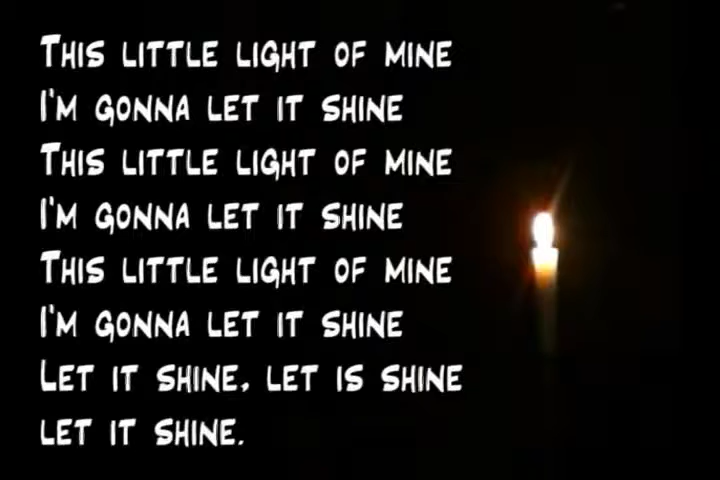 This little light of mine
I'm gonna let it shine
This little light of mine
I'm gonna let it shine
This little light of mine
I'm gonna let it shine
Let it shine, let is shine
let it shine.